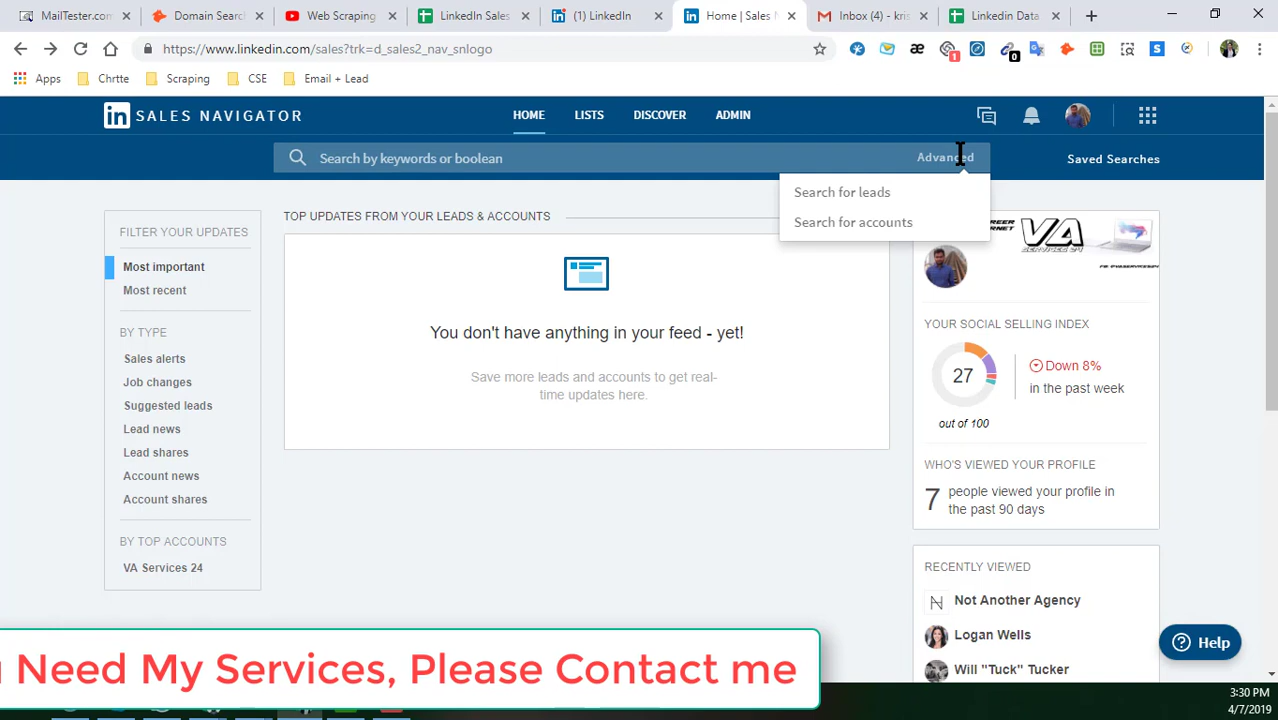 MailTester.com
Domain Searc
Web Scraping
LinkedIn Sales
(1) LinkedIn
Home | Sales N
Inbox (4) - kris
Linkedin Data
https://www.linkedin.com/sales?trk=d_sales2_nav_snlogo
Apps
Chrtte
Scraping
CSE
Email + Lead
in SALES NAVIGATOR
HOME
LISTS
DISCOVER
ADMIN
Search by keywords or boolean
Advanced
Saved Searches
Search for leads
Search for accounts
FILTER YOUR UPDATES
Most important
Most recent
BY TYPE
Sales alerts
Job changes
Suggested leads
Lead news
Lead shares
Account news
Account shares
BY TOP ACCOUNTS
VA Services 24
TOP UPDATES FROM YOUR LEADS & ACCOUNTS
You don't have anything in your feed - yet!
Save more leads and accounts to get real-
time updates here.
VA
YOUR SOCIAL SELLING INDEX
27
out of 100
Down 8%
in the past week
WHO'S VIEWED YOUR PROFILE
7 people viewed your profile in
the past 90 days
RECENTLY VIEWED
Not Another Agency
Logan Wells
Will "Tuck" Tucker
Help
Need My Services, Please Contact me
3:30 PM
4/7/2019